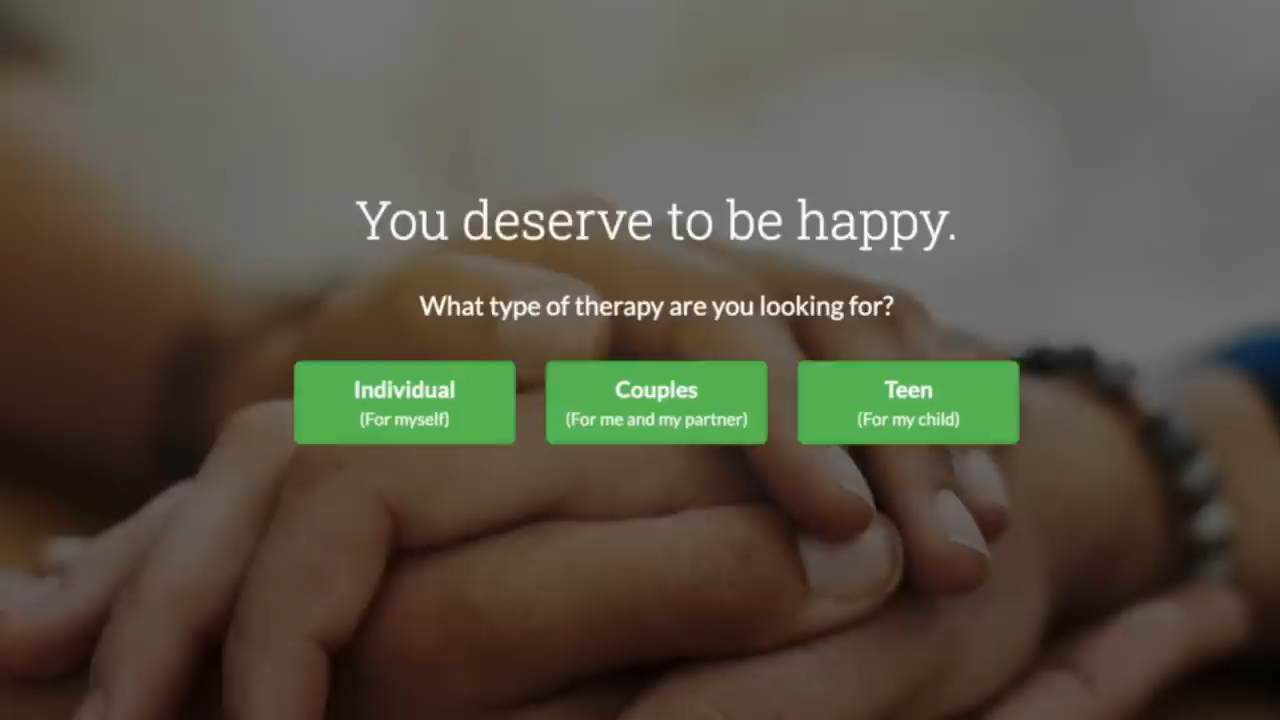 You deserve to be happy.
What type of therapy are you looking for?
Individual
(For myself)
Couples
(For me and my partner)
Teen
(For my child)